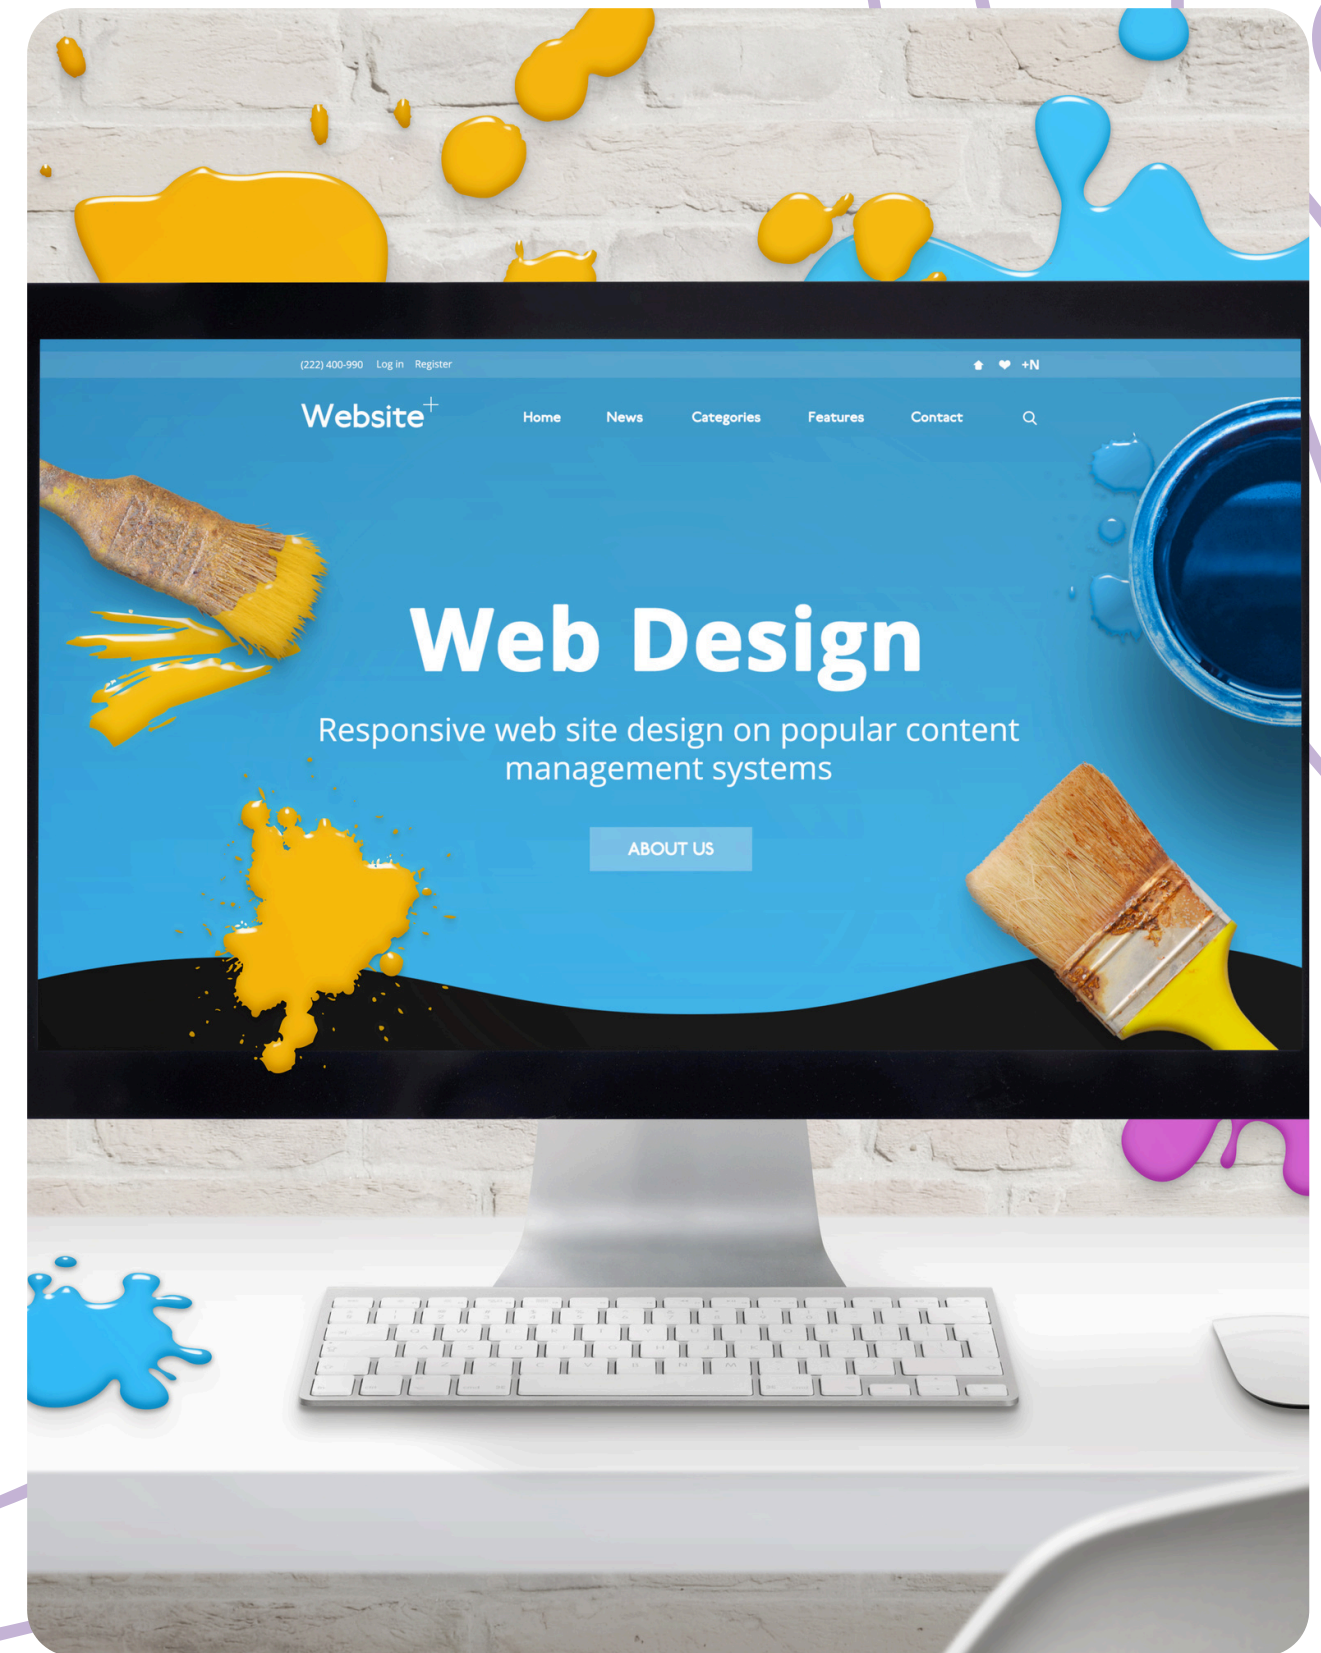 (222) 400-990 Log in Register +N
Website+
Home News Categories Features Contact
Web Design
Responsive web site design on popular content
management systems
ABOUT US